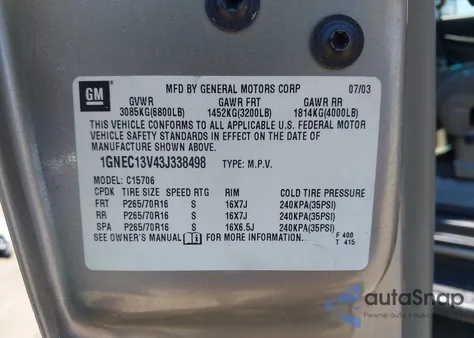 GM
MFD BY GENERAL MOTORS CORP 07/03
GVWR GAWR FRT GAWR RR
3085KG(6800LB) 1452KG(3200LB) 1814KG(4000LB)
THIS VEHICLE CONFORMS TO ALL APPLICABLE U.S. FEDERAL MOTOR
VEHICLE SAFETY STANDARDS IN EFFECT ON THE DATE OF
MANUFACTURE SHOWN ABOVE.
1GNEC13V43J338498 TYPE: M.P.V.
MODEL: C15706
CPDK TIRE SIZE SPEED RTG RIM COLD TIRE PRESSURE
FRT P265/70R16 S 16X7J 240KPA(35PSI)
RR P265/70R16 S 16X7J 240KPA(35PSI)
SPA P265/70R16 S 16X6.5J 240KPA(35PSI)
SEE OWNER'S MANUAL FOR MORE INFORMATION F 400
T 415
autoSnap
Pewne auta z aukcji